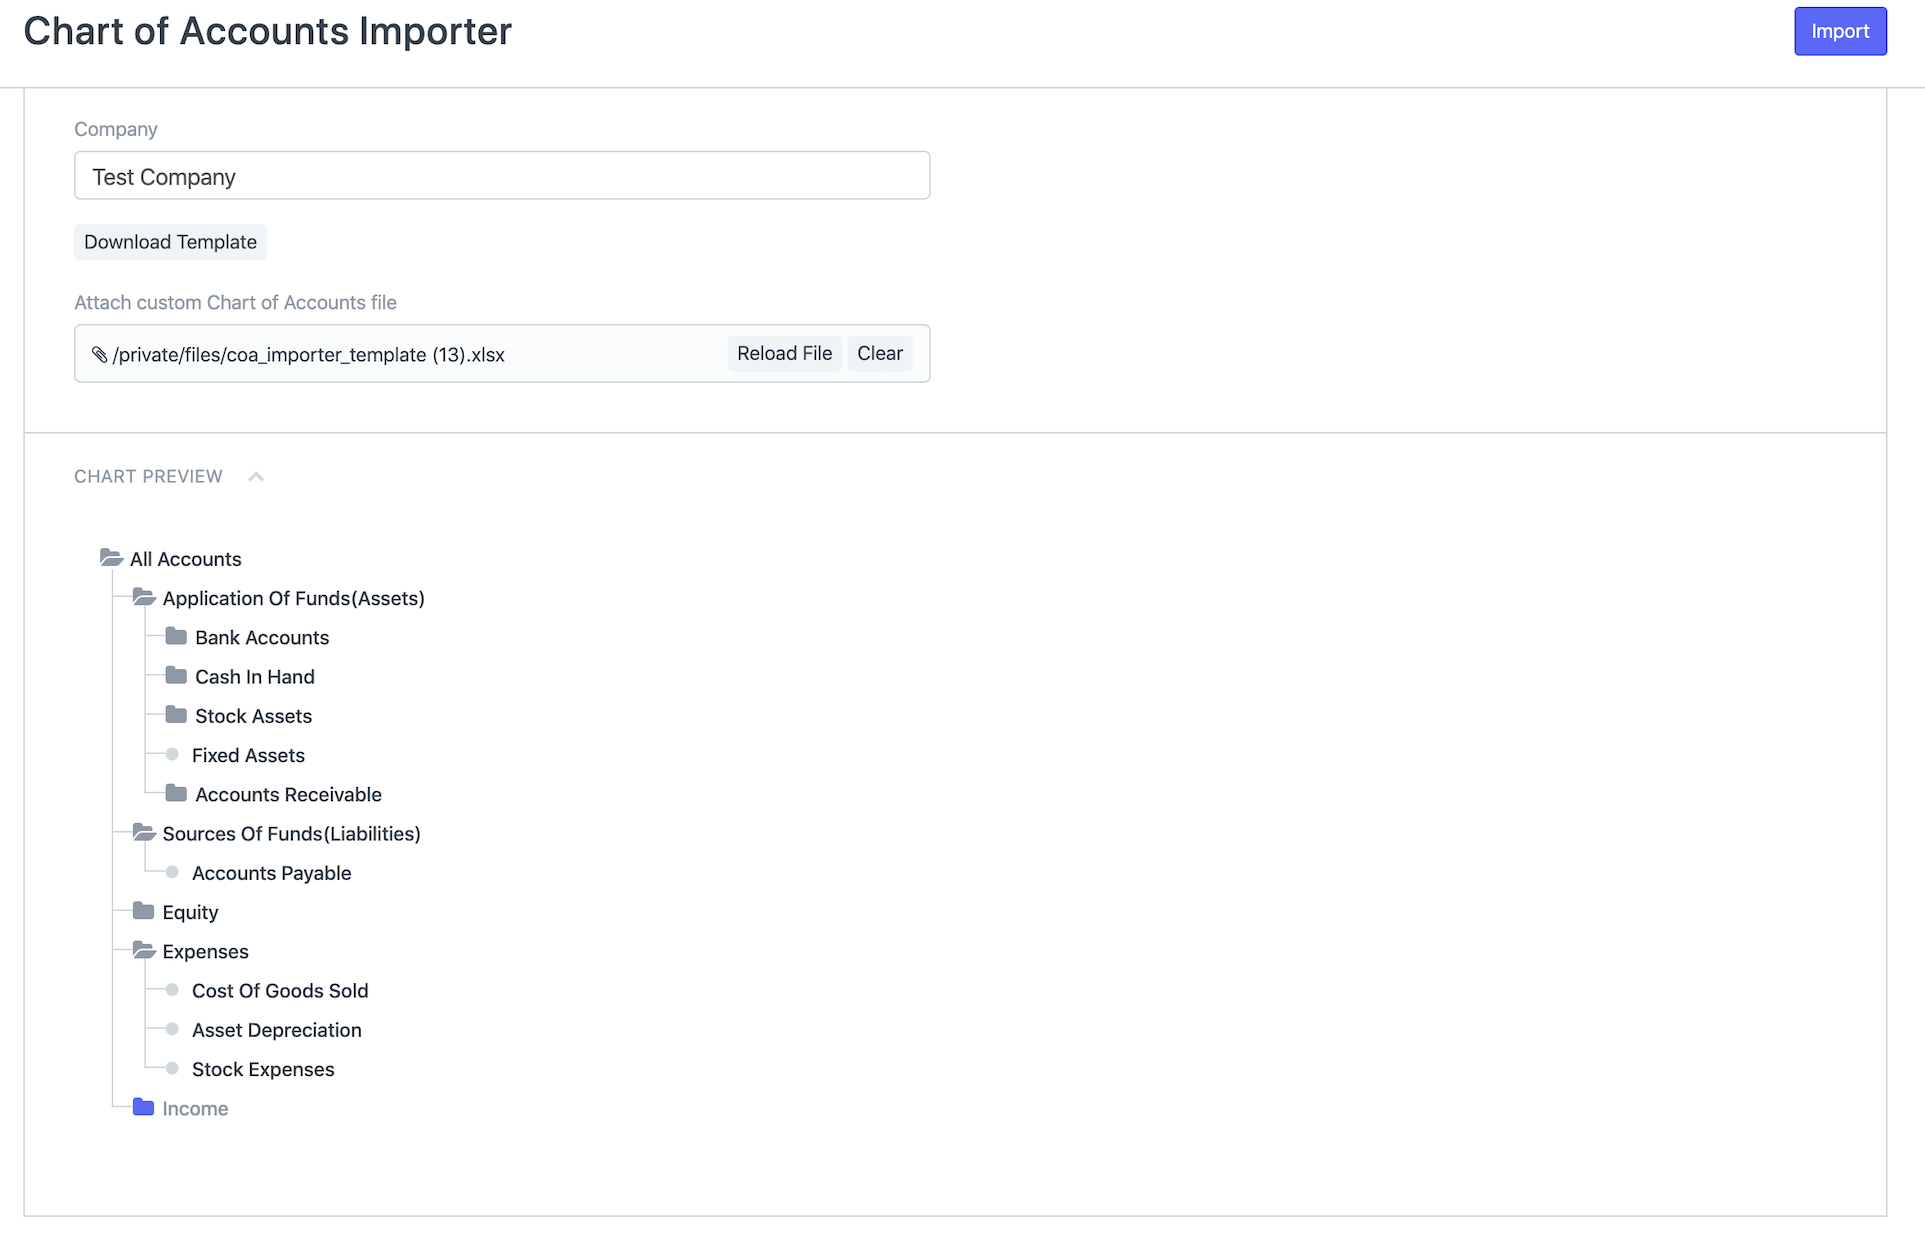 Chart of Accounts Importer
Import
Company
Test Company
Download Template
Attach custom Chart of Accounts file
/private/files/coa_importer_template (13).xlsx
Reload File
Clear
CHART PREVIEW
All Accounts
Application Of Funds(Assets)
Bank Accounts
Cash In Hand
Stock Assets
Fixed Assets
Accounts Receivable
Sources Of Funds(Liabilities)
Accounts Payable
Equity
Expenses
Cost Of Goods Sold
Asset Depreciation
Stock Expenses
Income